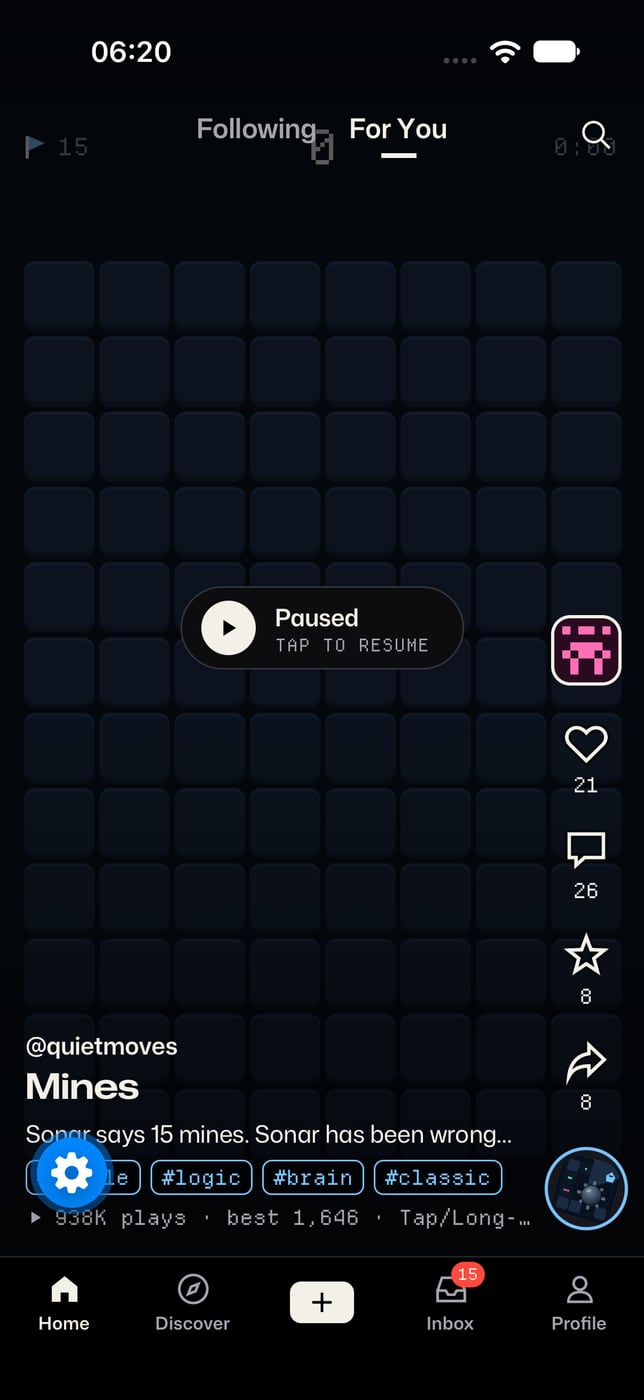 06:20
Following For You
15 0 0:00
Paused
TAP TO RESUME
21
26
8
8
@quietmoves
Mines
Sonar says 15 mines. Sonar has been wrong...
#logic #brain #classic
938K plays · best 1,646 · Tap/Long-…
15
Home Discover Inbox Profile